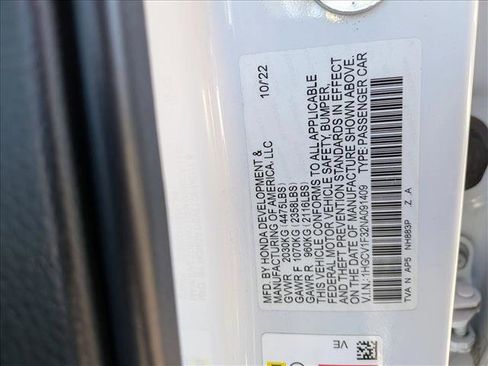 MFD. BY HONDA DEVELOPMENT & 10/22
MANUFACTURING OF AMERICA, LLC
GVWR 2030KG (4475LBS)
GAWR F 1070KG (2358LBS)
GAWR R 960KG (2116LBS)
THIS VEHICLE CONFORMS TO ALL APPLICABLE
FEDERAL MOTOR VEHICLE SAFETY, BUMPER,
AND THEFT PREVENTION STANDARDS IN EFFECT
ON THE DATE OF MANUFACTURE SHOWN ABOVE.
V.I.N.: 1HGCV1F32NA091409 TYPE: PASSENGER CAR
TVA N AP5 NH883P Z A
VE